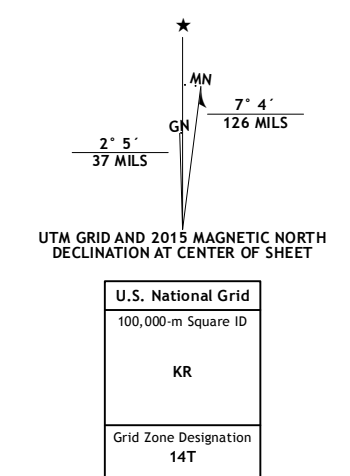 MN
7° 4´
126 MILS
GN
2° 5´
37 MILS
UTM GRID AND 2015 MAGNETIC NORTH
DECLINATION AT CENTER OF SHEET
U.S. National Grid
100,000-m Square ID
KR
Grid Zone Designation
14T